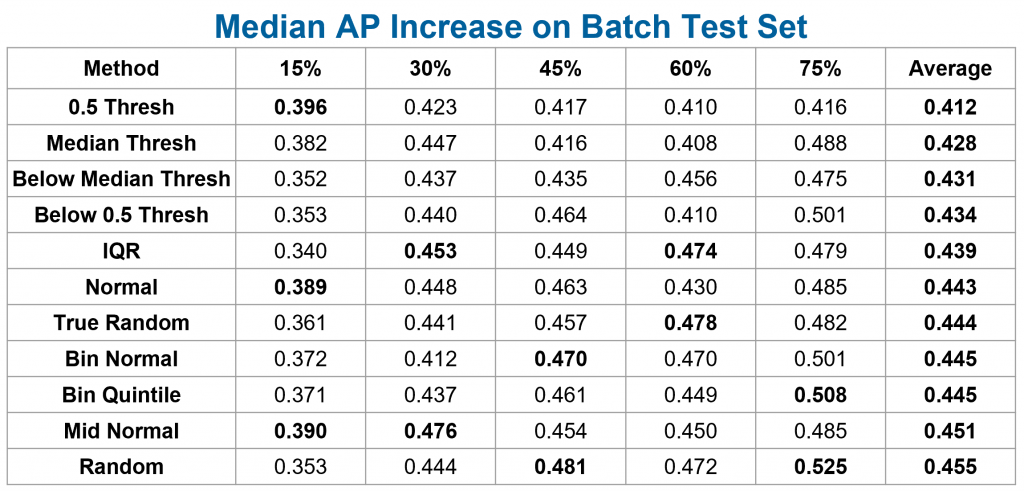 Median AP Increase on Batch Test Set
Method 15% 30% 45% 60% 75% Average
0.5 Thresh 0.396 0.423 0.417 0.410 0.416 0.412
Median Thresh 0.382 0.447 0.416 0.408 0.488 0.428
Below Median Thresh 0.352 0.437 0.435 0.456 0.475 0.431
Below 0.5 Thresh 0.353 0.440 0.464 0.410 0.501 0.434
IQR 0.340 0.453 0.449 0.474 0.479 0.439
Normal 0.389 0.448 0.463 0.430 0.485 0.443
True Random 0.361 0.441 0.457 0.478 0.482 0.444
Bin Normal 0.372 0.412 0.470 0.470 0.501 0.445
Bin Quintile 0.371 0.437 0.461 0.449 0.508 0.445
Mid Normal 0.390 0.476 0.454 0.450 0.485 0.451
Random 0.353 0.444 0.481 0.472 0.525 0.455